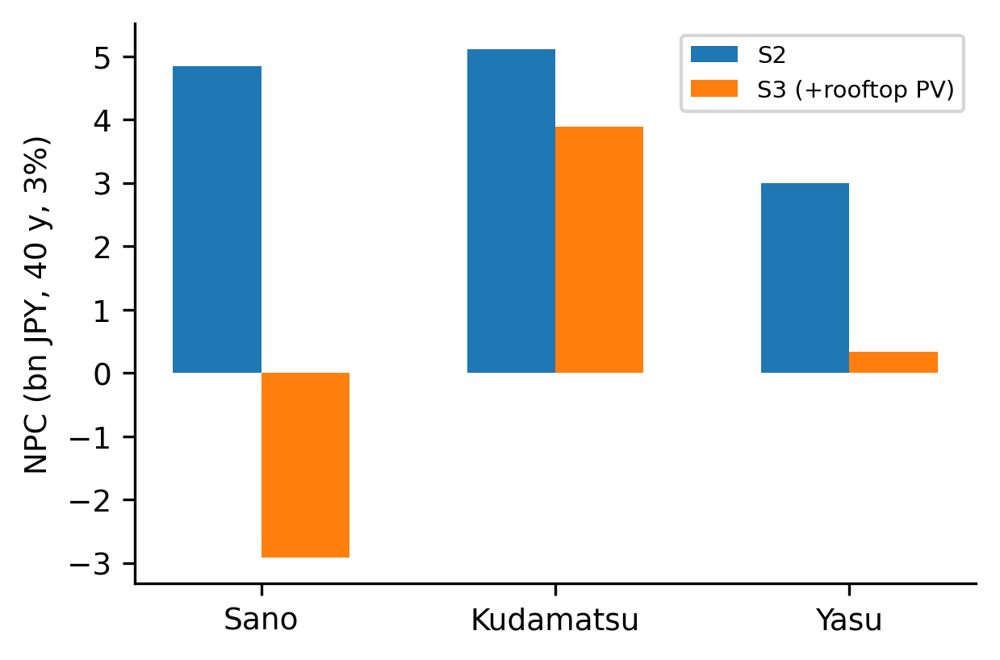 NPC (bn JPY, 40 y, 3%)
5
4
3
2
1
0
−1
−2
−3
S2
S3 (+rooftop PV)
Sano
Kudamatsu
Yasu